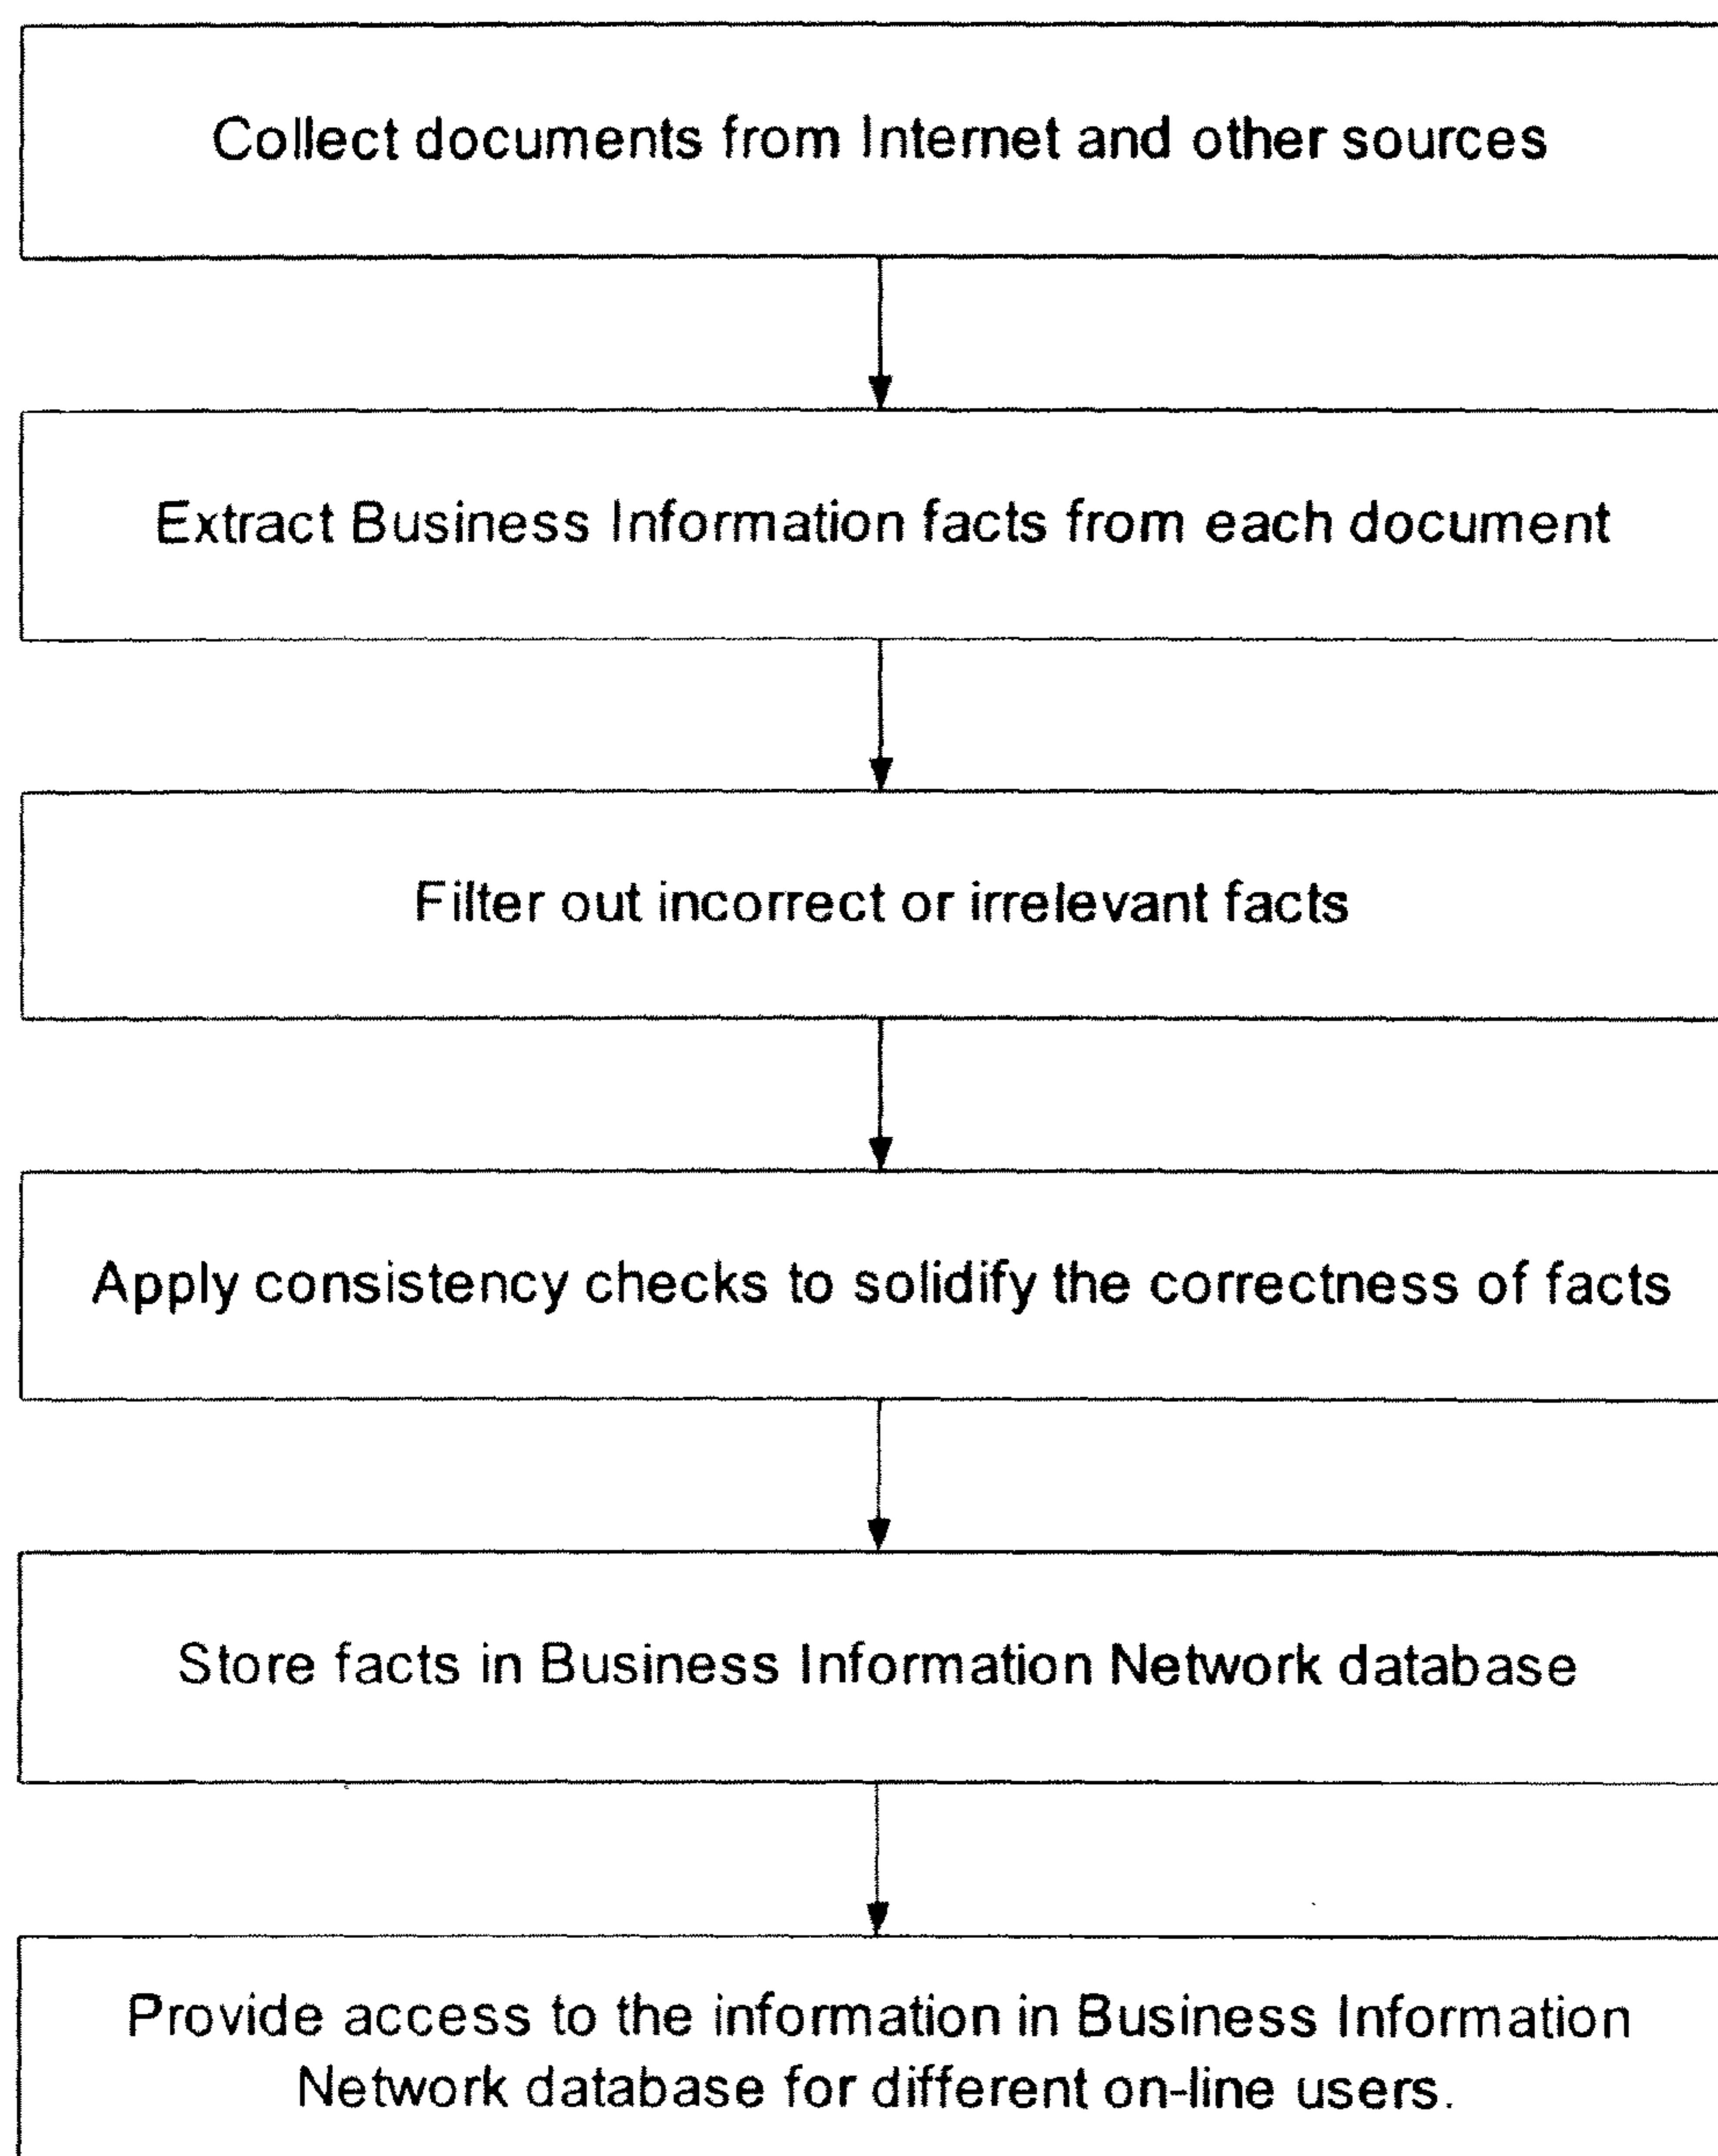 Collect documents from Internet and other sources
Extract Business Information facts from each document
Filter out incorrect or irrelevant facts
Apply consistency checks to solidify the correctness of facts
Store facts in Business Information Network database
Provide access to the information in Business Information
Network database for different on-line users.